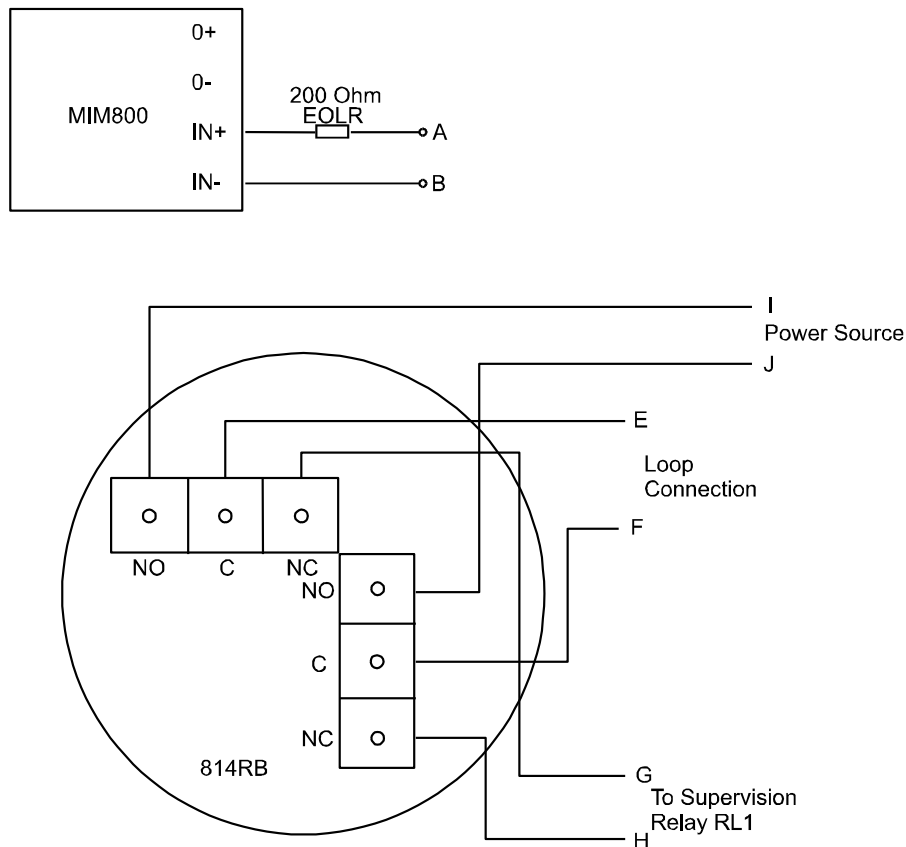 0+
0-
MIM800
200 Ohm
EOLR
IN+
A
IN-
B
I
Power Source
J
E
Loop
Connection
F
NO
C
NC
NO
C
NC
814RB
G
To Supervision
Relay RL1
H